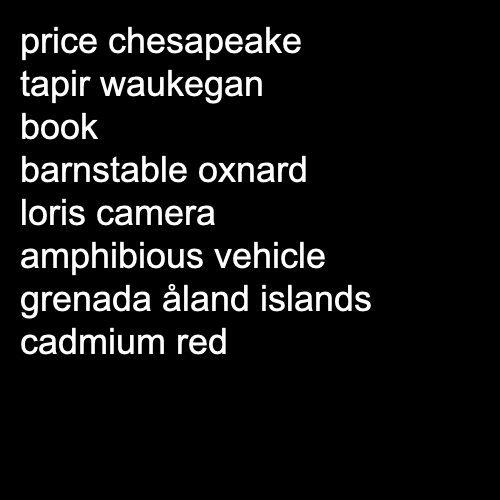 price chesapeake
tapir waukegan
book
barnstable oxnard
loris camera
amphibious vehicle
grenada åland islands
cadmium red